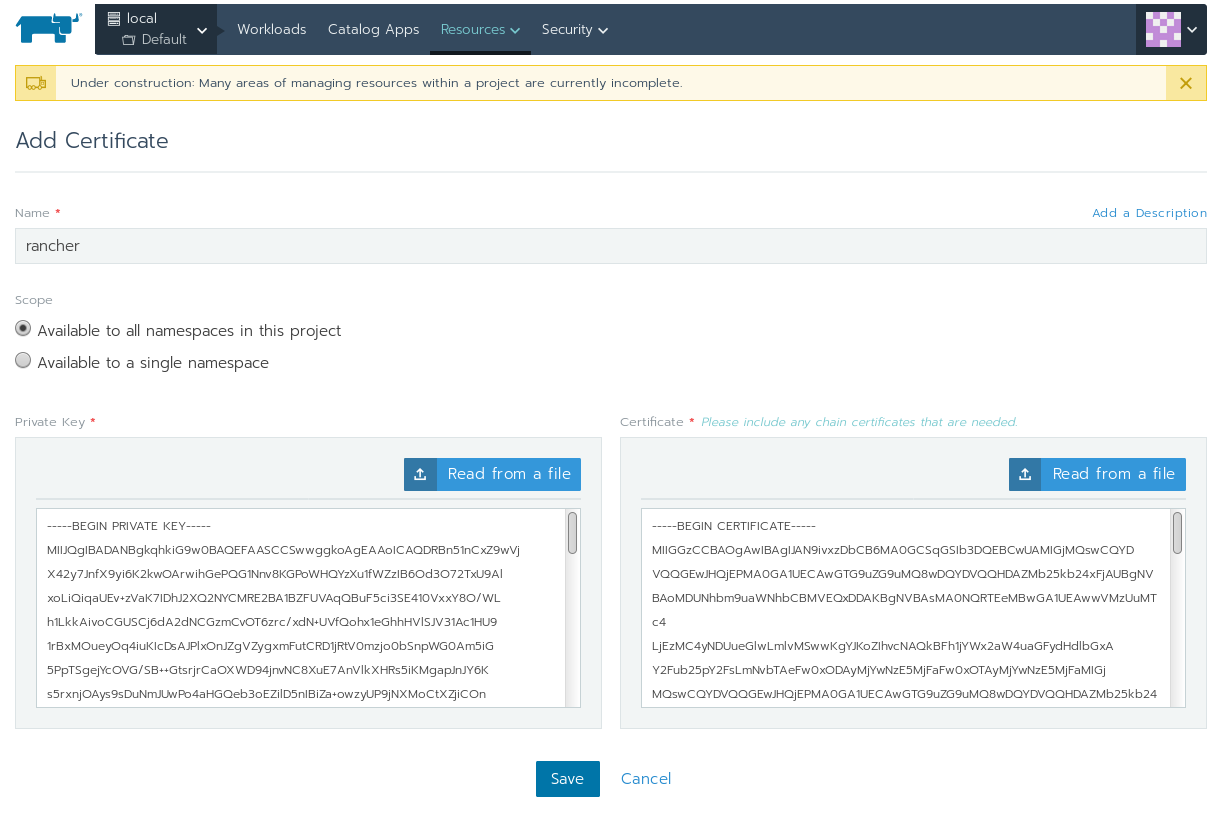 local
Default
Workloads
Catalog Apps
Resources
Security
Under construction: Many areas of managing resources within a project are currently incomplete.
Add Certificate
Name *
Add a Description
rancher
Scope
Available to all namespaces in this project
Available to a single namespace
Private Key *
Read from a file
-----BEGIN PRIVATE KEY-----
MIIJQgIBADANBgkqhkiG9w0BAQEFAASCCSwwggkoAgEAAoICAQDRBn51nCxZ9wVj
X42y7JnfX9yi6K2kwOArwihGePQG1Nnv8KGPoWHQYzXu1fWZzIB6Od3O72TxU9Al
xoLiQiqaUEv+zVaK7IDhJ2XQ2NYCMRE2BA1BZFUVAqQBuF5ci3SE410VxxY8O/WL
h1LkkAivoCGUSCj6dA2dNCGzmCvOT6zrc/xdN+UVfQohx1eGhhHVlSJV31Ac1HU9
1rBxMOueyOq4iuKIcDsAJPlxOnJZgVZygxmFutCRD1jRtV0mzjo0bSnpWG0Am5iG
5PpTSgejYcOVG/SB++GtsrjrCaOXWD94jnvNC8XuE7AnVlkXHRs5iKMgapJnJY6K
s5rxnjOAys9sDuNmJUwPo4aHGQeb3oEZilD5nIBiZa+owzyUP9jNXMoCtXZjiCOn
Certificate * Please include any chain certificates that are needed.
Read from a file
-----BEGIN CERTIFICATE-----
MIIGGzCCBAOgAwIBAgIJAN9ivxzDbCB6MA0GCSqGSIb3DQEBCwUAMIGjMQswCQYD
VQQGEwJHQjEPMA0GA1UECAwGTG9uZG9uMQ8wDQYDVQQHDAZMb25kb24xFjAUBgNV
BAoMDUNhbm9uaWNhbCBMVEQxDDAKBgNVBAsMA0NQRTEeMBwGA1UEAwwVMzUuMT
c4
LjEzMC4yNDUueGlwLmlvMSwwKgYJKoZIhvcNAQkBFh1jYWx2aW4uaGFydHdlbGxA
Y2Fub25pY2FsLmNvbTAeFw0xODAyMjYwNzE5MjFaFw0xOTAyMjYwNzE5MjFaMIGj
MQswCQYDVQQGEwJHQjEPMA0GA1UECAwGTG9uZG9uMQ8wDQYDVQQHDAZMb25kb24
Save
Cancel